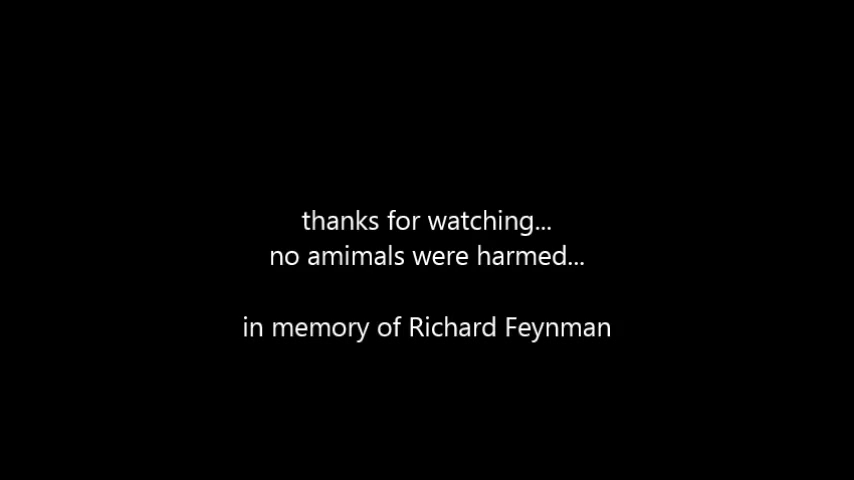 thanks for watching...
no amimals were harmed...
in memory of Richard Feynman